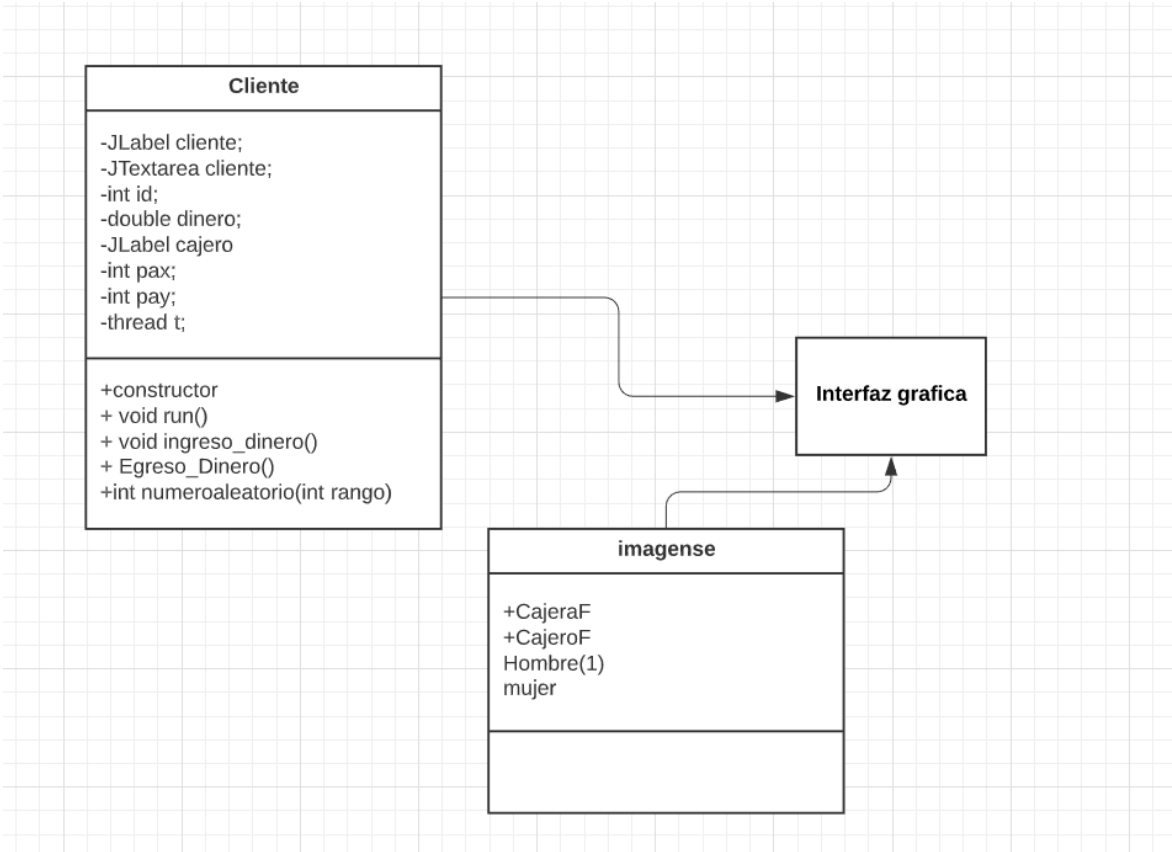 Cliente
-JLabel cliente;
-JTextarea cliente;
-int id;
-double dinero;
-JLabel cajero
-int pax;
-int pay;
-thread t;
+constructor
+ void run()
+ void ingreso_dinero()
+ Egreso_Dinero()
+int numeroaleatorio(int rango)
Interfaz grafica
imagense
+CajeraF
+CajeroF
Hombre(1)
mujer